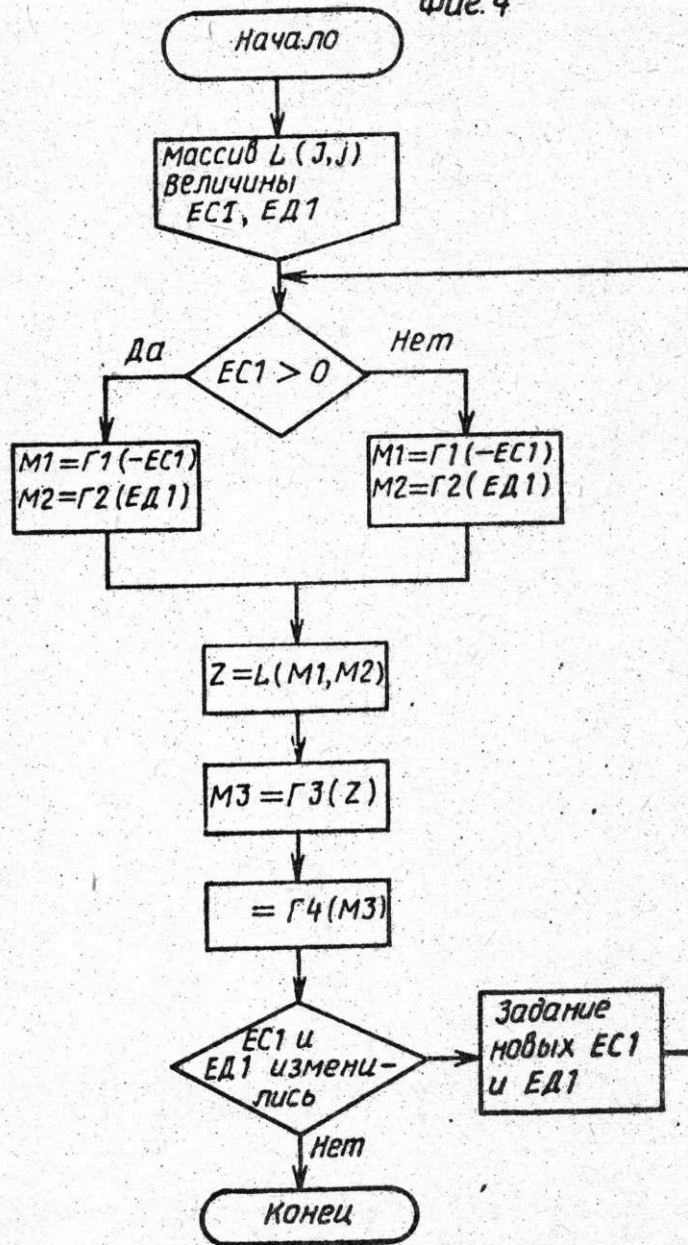 Фиг. 4
Начало
Массив L (J,j)
Величины
ЕСI, ЕД1
Да
ЕС1 > 0
Нет
М1=Г1(-ЕС1)
М2=Г2(ЕД1)
М1=Г1(-ЕС1)
М2=Г2(ЕД1)
Z=L(М1,М2)
М3=Г3(Z)
= Г4(М3)
ЕС1 и
ЕД1 измени-
лись
Задание
новых ЕС1
и ЕД1
Нет
Конец